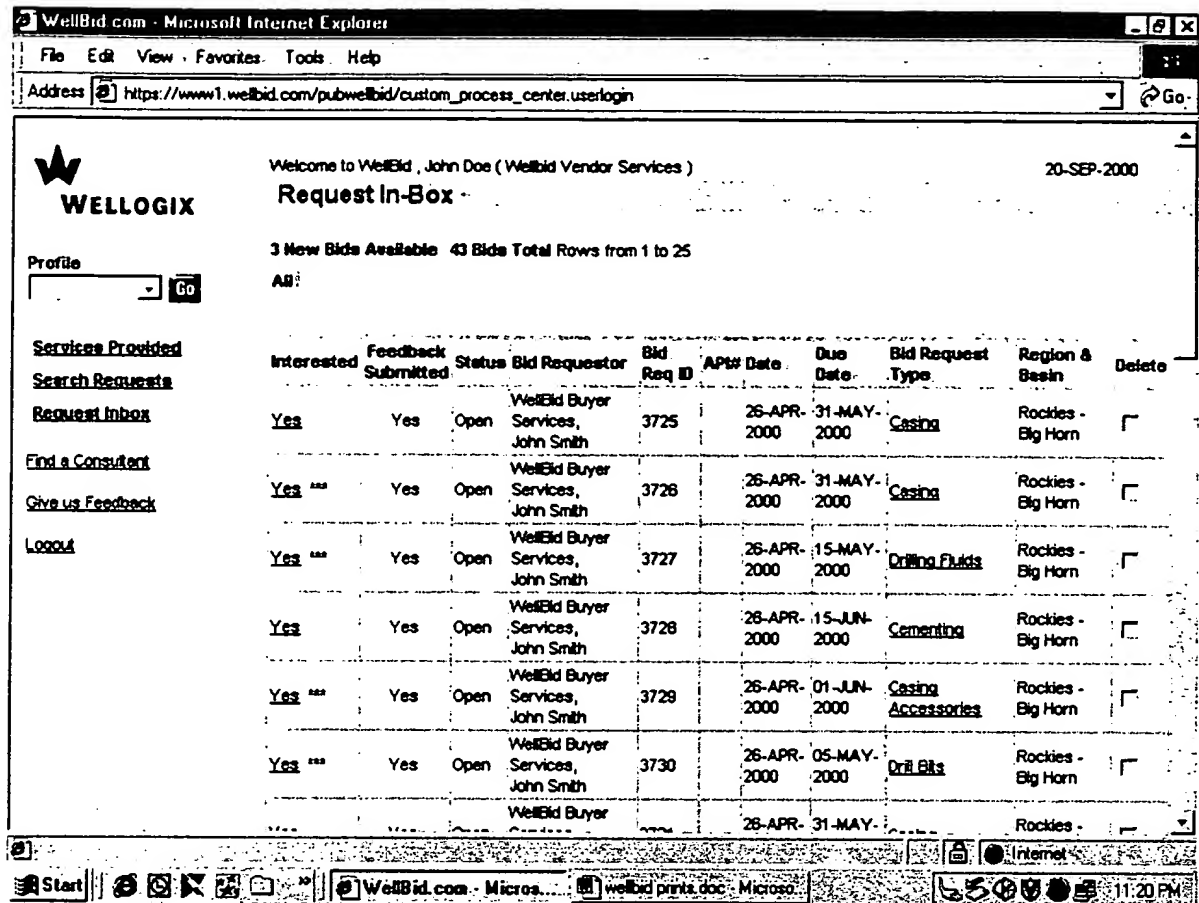 WellBid.com - Microsoft Internet Explorer
File Edit View Favorites Tools Help
Address https://www1.wellbid.com/pubwellbid/custom_process_center.userlogin Go
WELLOGIX
Welcome to WellBid , John Doe ( Wellbid Vendor Services ) 20-SEP-2000
Request In-Box
3 New Bids Available 43 Bids Total Rows from 1 to 25
All
Profile
Go
Services Provided
Search Requests
Request Inbox
Find a Consultant
Give us Feedback
Logout
Interested Feedback Submitted Status Bid Requestor Bid Req ID API# Date Due Date Bid Request Type Region & Basin Delete
Yes Yes Open WellBid Buyer Services, John Smith 3725 26-APR-2000 31-MAY-2000 Casing Rockies - Big Horn
Yes *** Yes Open WellBid Buyer Services, John Smith 3726 26-APR-2000 31-MAY-2000 Casing Rockies - Big Horn
Yes *** Yes Open WellBid Buyer Services, John Smith 3727 26-APR-2000 15-MAY-2000 Drilling Fluids Rockies - Big Horn
Yes Yes Open WellBid Buyer Services, John Smith 3728 26-APR-2000 15-JUN-2000 Cementing Rockies - Big Horn
Yes *** Yes Open WellBid Buyer Services, John Smith 3729 26-APR-2000 01-JUN-2000 Casing Accessories Rockies - Big Horn
Yes *** Yes Open WellBid Buyer Services, John Smith 3730 26-APR-2000 05-MAY-2000 Drill Bits Rockies - Big Horn
WellBid Buyer 26-APR- 31-MAY- Rockies -
Internet
Start WellBid.com - Micros... wellbid prints.doc - Microso... 11:20 PM